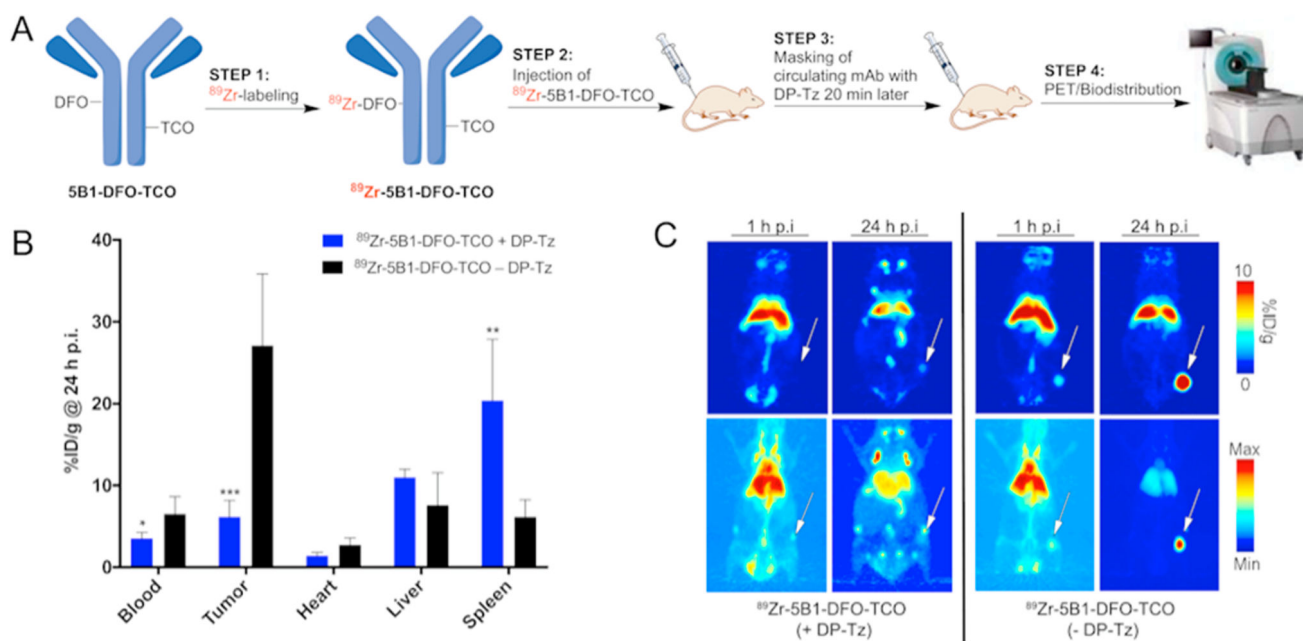 A
STEP 1:
⁸⁹Zr-labeling
STEP 2:
Injection of
⁸⁹Zr-5B1-DFO-TCO
STEP 3:
Masking of
circulating mAb with
DP-Tz 20 min later
STEP 4:
PET/Biodistribution
DFO
TCO
⁸⁹Zr-DFO
TCO
5B1-DFO-TCO
⁸⁹Zr-5B1-DFO-TCO
B
⁸⁹Zr-5B1-DFO-TCO + DP-Tz
⁸⁹Zr-5B1-DFO-TCO – DP-Tz
%ID/g @ 24 h p.i.
40
30
20
10
0
*
***
**
Blood
Tumor
Heart
Liver
Spleen
C
1 h p.i
24 h p.i
1 h p.i
24 h p.i
10
%ID/g
0
Max
Min
⁸⁹Zr-5B1-DFO-TCO
(+ DP-Tz)
⁸⁹Zr-5B1-DFO-TCO
(- DP-Tz)